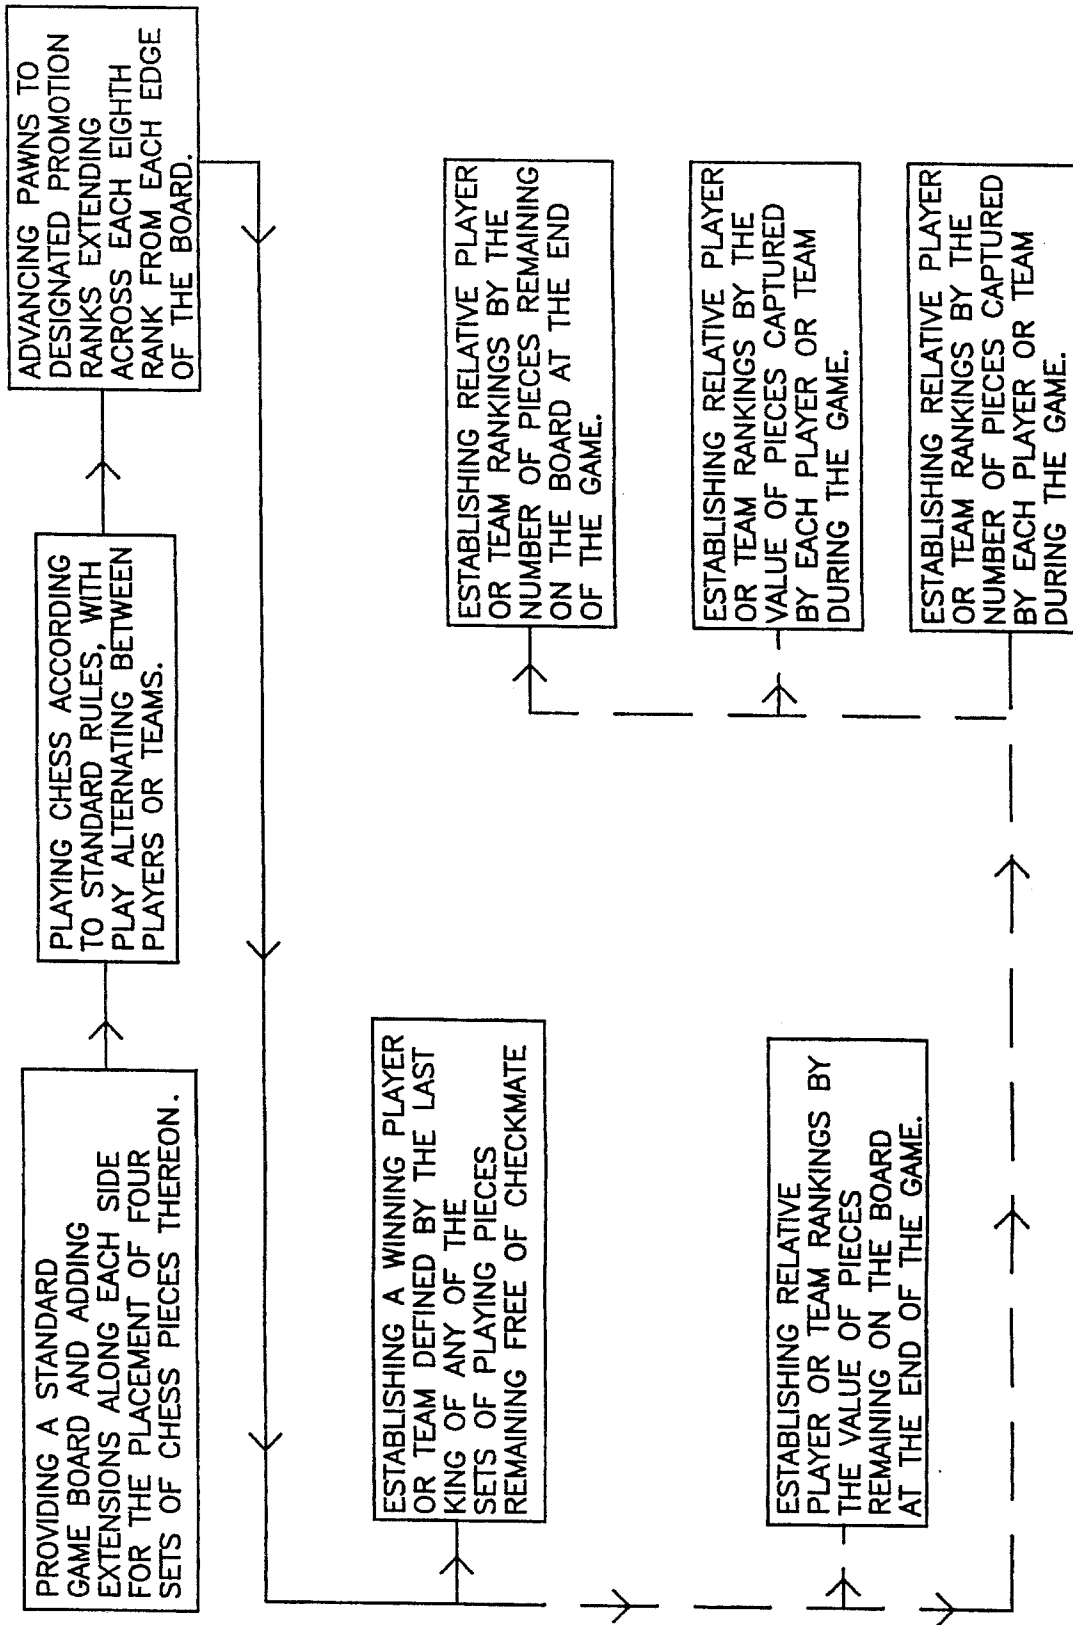 PROVIDING A STANDARD
GAME BOARD AND ADDING
EXTENSIONS ALONG EACH SIDE
FOR THE PLACEMENT OF FOUR
SETS OF CHESS PIECES THEREON.
PLAYING CHESS ACCORDING
TO STANDARD RULES, WITH
PLAY ALTERNATING BETWEEN
PLAYERS OR TEAMS.
ADVANCING PAWNS TO
DESIGNATED PROMOTION
RANKS EXTENDING
ACROSS EACH EIGHTH
RANK FROM EACH EDGE
OF THE BOARD.
ESTABLISHING A WINNING PLAYER
OR TEAM DEFINED BY THE LAST
KING OF ANY OF THE
SETS OF PLAYING PIECES
REMAINING FREE OF CHECKMATE
ESTABLISHING RELATIVE
PLAYER OR TEAM RANKINGS BY
THE VALUE OF PIECES
REMAINING ON THE BOARD
AT THE END OF THE GAME.
ESTABLISHING RELATIVE PLAYER
OR TEAM RANKINGS BY THE
NUMBER OF PIECES REMAINING
ON THE BOARD AT THE END
OF THE GAME.
ESTABLISHING RELATIVE PLAYER
OR TEAM RANKINGS BY THE
VALUE OF PIECES CAPTURED
BY EACH PLAYER OR TEAM
DURING THE GAME.
ESTABLISHING RELATIVE PLAYER
OR TEAM RANKINGS BY THE
NUMBER OF PIECES CAPTURED
BY EACH PLAYER OR TEAM
DURING THE GAME.